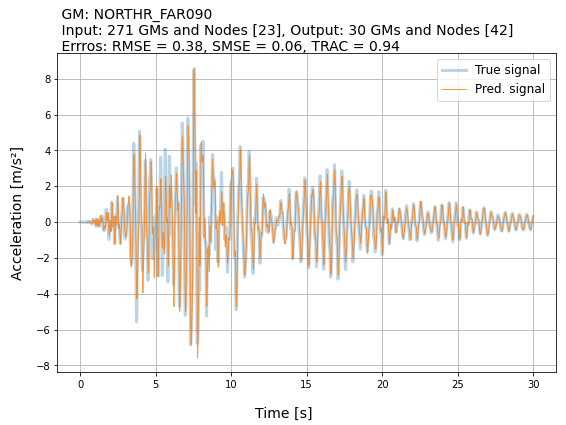 GM: NORTHR_FAR090
Input: 271 GMs and Nodes [23], Output: 30 GMs and Nodes [42]
Errros: RMSE = 0.38, SMSE = 0.06, TRAC = 0.94
True signal
Pred. signal
Acceleration [m/s²]
8
6
4
2
0
−2
−4
−6
−8
0 5 10 15 20 25 30
Time [s]